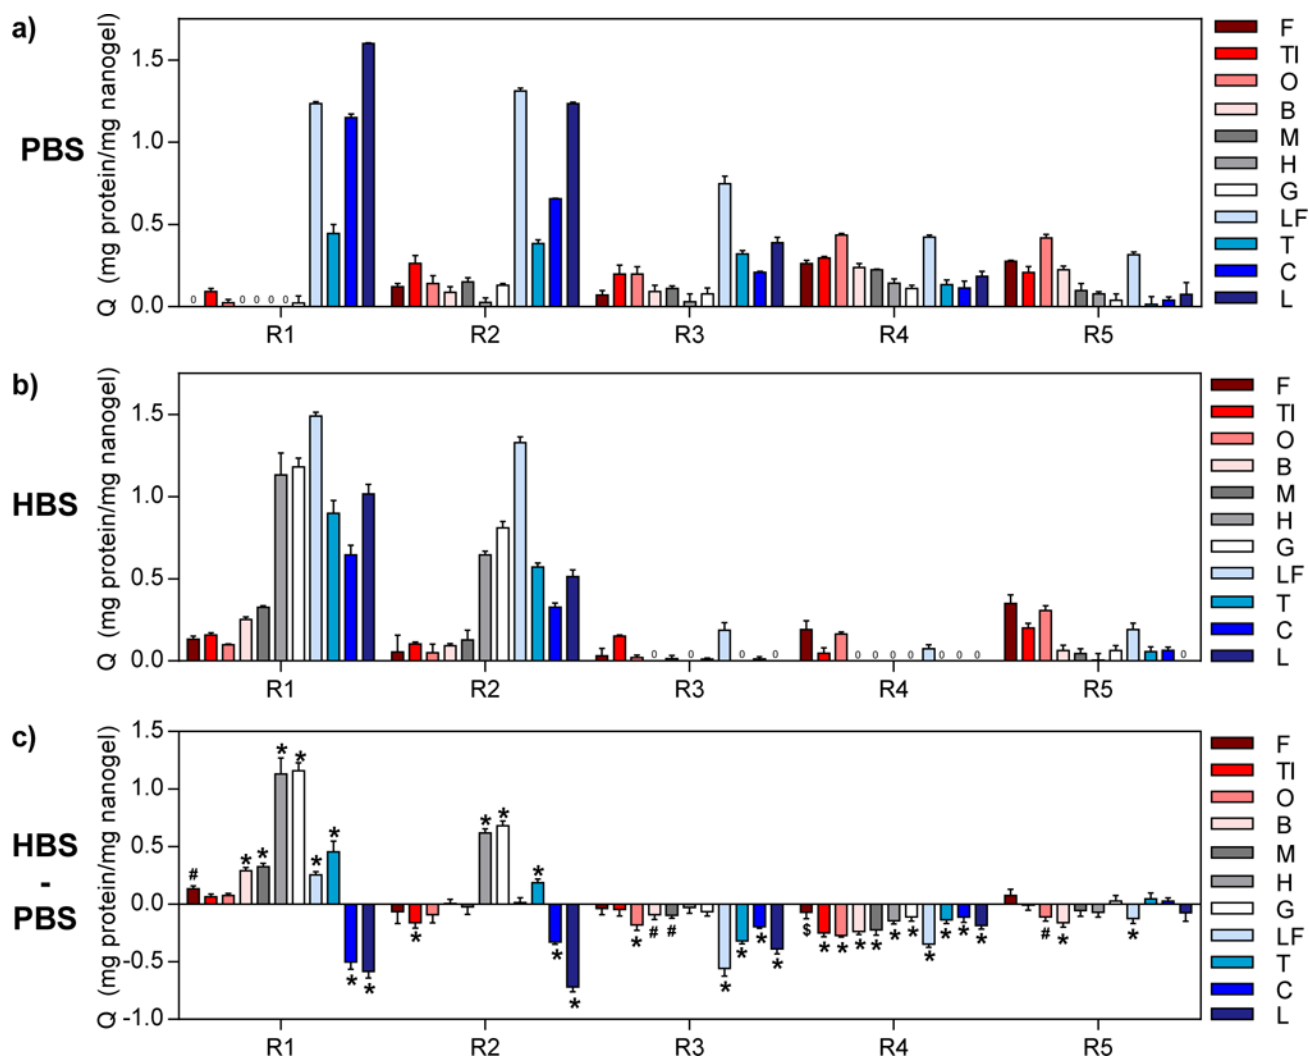 a)
PBS
Q (mg protein/mg nanogel)
1.5
1.0
0.5
0.0
0 0 0 0 0
R1 R2 R3 R4 R5
F
TI
O
B
M
H
G
LF
T
C
L
b)
HBS
Q (mg protein/mg nanogel)
1.5
1.0
0.5
0.0
0 0 0 0 0 0 0 0 0 0 0 0
R1 R2 R3 R4 R5
F
TI
O
B
M
H
G
LF
T
C
L
c)
HBS
-
PBS
Q (mg protein/mg nanogel)
1.5
1.0
0.5
0.0
-0.5
-1.0
# * * * * * * * *
* * * * * *
* # # * * * *
$ * * * * * * * * * *
# * *
R1 R2 R3 R4 R5
F
TI
O
B
M
H
G
LF
T
C
L